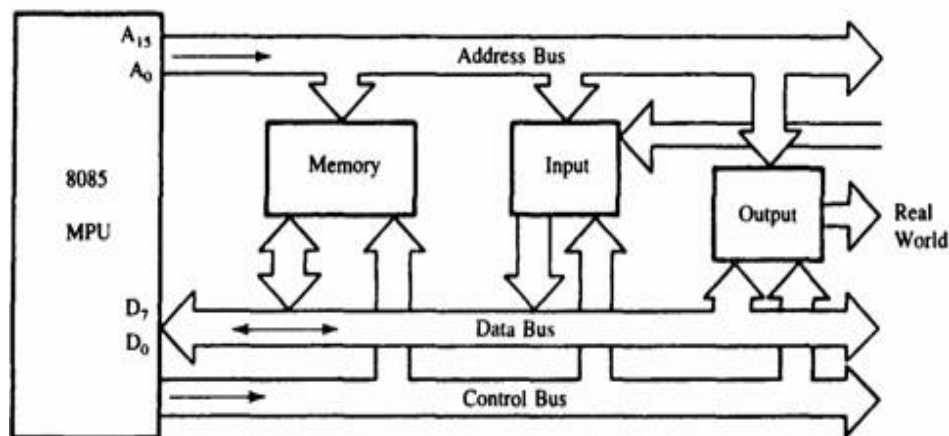 A15
Address Bus
A0
Memory
Input
8085
MPU
Output
Real
World
D7
Data Bus
D0
Control Bus